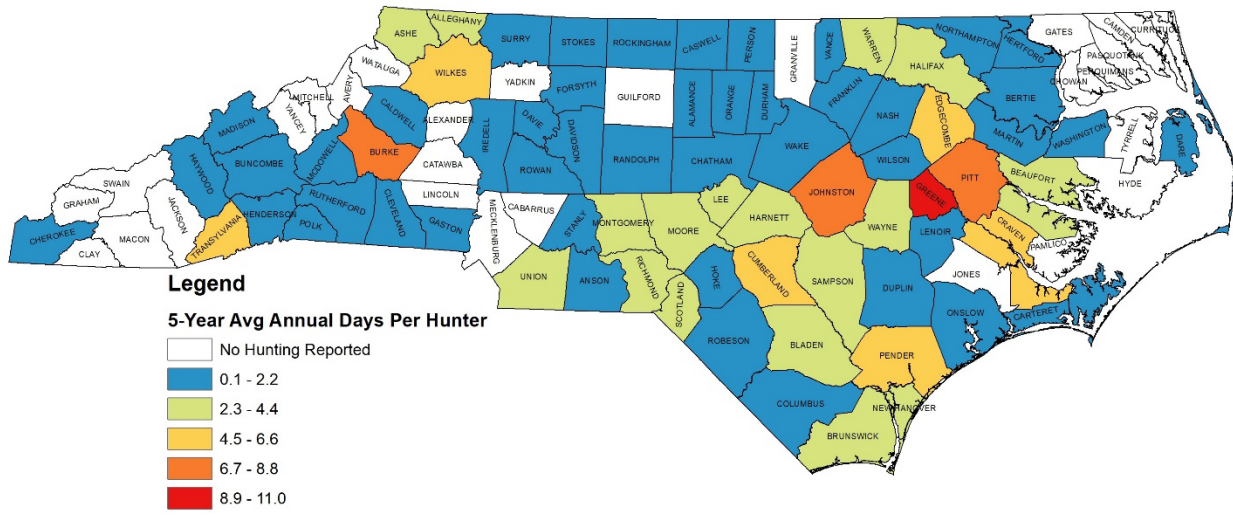 ALLEGHANY
ASHE
SURRY
STOKES
ROCKINGHAM
CASWELL
PERSON
GRANVILLE
VANCE
WARREN
NORTHAMPTON
HERTFORD
GATES
CAMDEN
CURRITUCK
PASQUOTANK
PERQUIMANS
CHOWAN
HALIFAX
WATAUGA
WILKES
YADKIN
FORSYTH
GUILFORD
ALAMANCE
ORANGE
DURHAM
FRANKLIN
NASH
EDGECOMBE
BERTIE
MARTIN
WASHINGTON
TYRRELL
DARE
MITCHELL
AVERY
YANCEY
CALDWELL
ALEXANDER
IREDELL
DAVIE
DAVIDSON
RANDOLPH
CHATHAM
WAKE
WILSON
PITT
BEAUFORT
HYDE
MADISON
HAYWOOD
BUNCOMBE
MCDOWELL
BURKE
CATAWBA
ROWAN
JOHNSTON
GREENE
SWAIN
GRAHAM
JACKSON
RUTHERFORD
CLEVELAND
LINCOLN
GASTON
MECKLENBURG
CABARRUS
STANLY
MONTGOMERY
MOORE
LEE
HARNETT
WAYNE
LENOIR
CRAVEN
PAMLICO
CHEROKEE
CLAY
MACON
TRANSYLVANIA
HENDERSON
POLK
UNION
ANSON
RICHMOND
SCOTLAND
HOKE
CUMBERLAND
SAMPSON
DUPLIN
JONES
ONSLOW
CARTERET
ROBESON
BLADEN
PENDER
COLUMBUS
NEW HANOVER
BRUNSWICK
Legend
5-Year Avg Annual Days Per Hunter
No Hunting Reported
0.1 - 2.2
2.3 - 4.4
4.5 - 6.6
6.7 - 8.8
8.9 - 11.0